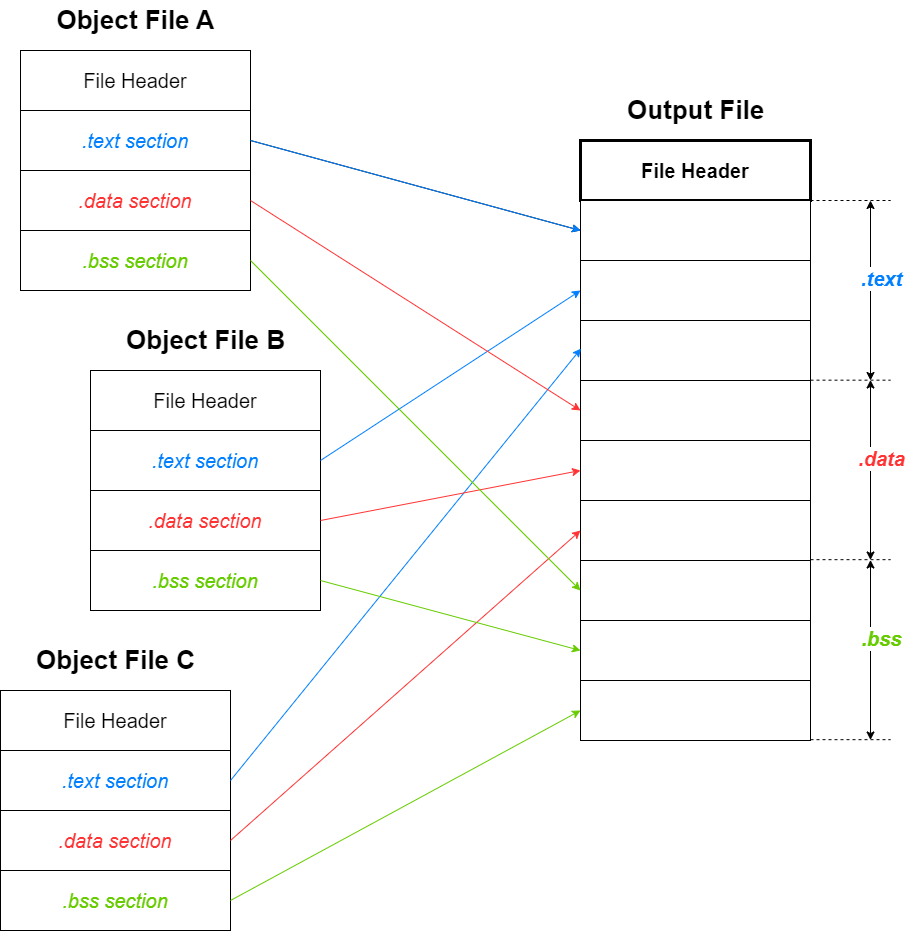 Object File A
File Header
.text section
.data section
.bss section
Object File B
File Header
.text section
.data section
.bss section
Object File C
File Header
.text section
.data section
.bss section
Output File
File Header
.text
.data
.bss